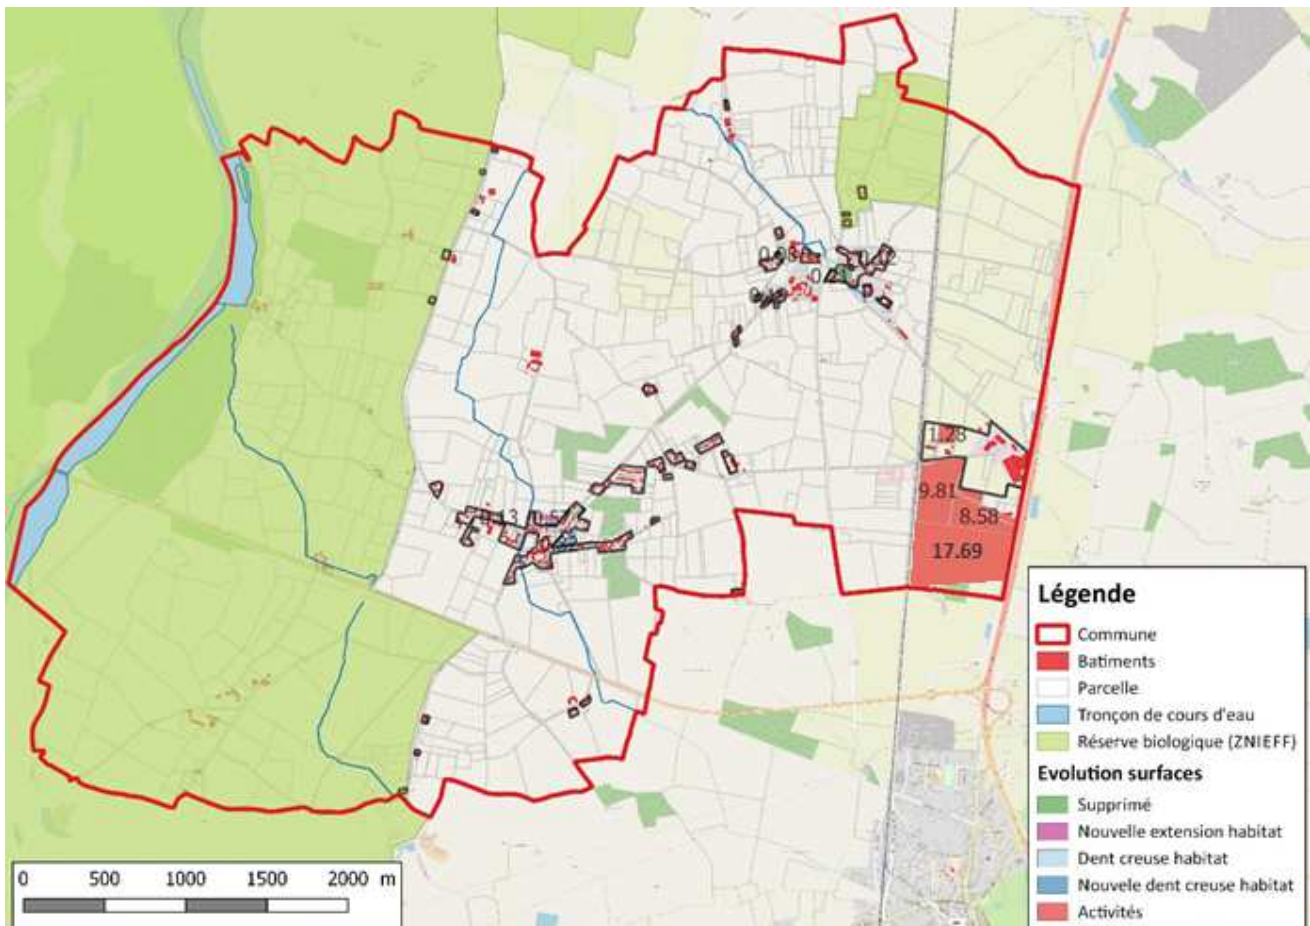 1.28
9.81
8.58
17.69
Légende
Commune
Batiments
Parcelle
Tronçon de cours d'eau
Réserve biologique (ZNIEFF)
Evolution surfaces
Supprimé
Nouvelle extension habitat
Dent creuse habitat
Nouvele dent creuse habitat
Activités
0 500 1000 1500 2000 m